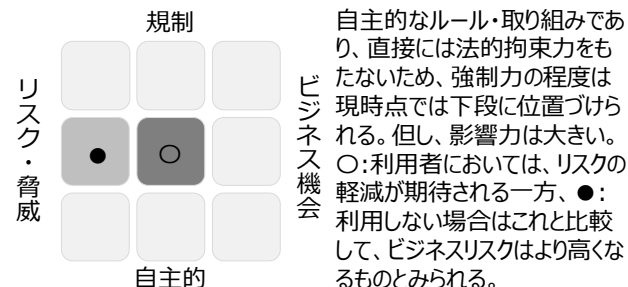 規制
リスク・脅威
●
○
ビジネス機会
自主的
自主的なルール・取り組みであ
り、直接には法的拘束力をも
たないため、強制力の程度は
現時点では下段に位置づけら
れる。但し、影響力は大きい。
○:利用者においては、リスクの
軽減が期待される一方、●:
利用しない場合はこれと比較
して、ビジネスリスクはより高くな
るものとみられる。